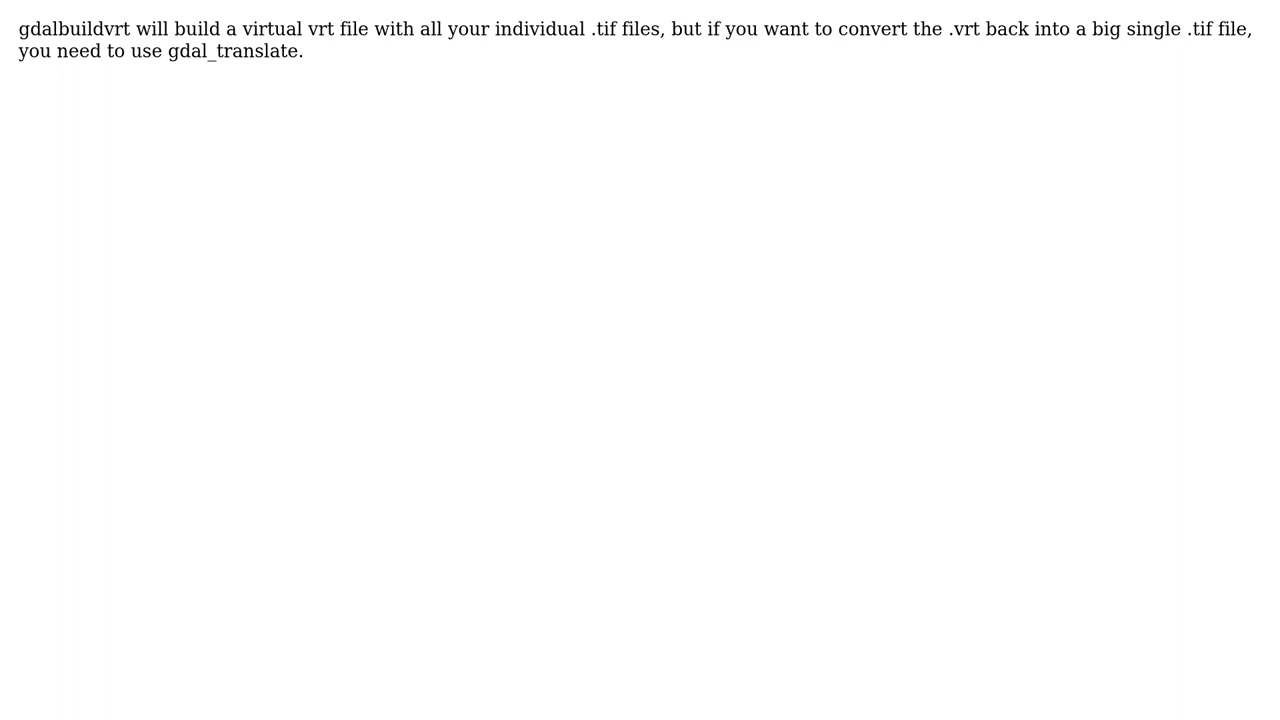 gdalbuildvrt will build a virtual vrt file with all your individual .tif files, but if you want to convert the .vrt back into a big single .tif file,
you need to use gdal_translate.